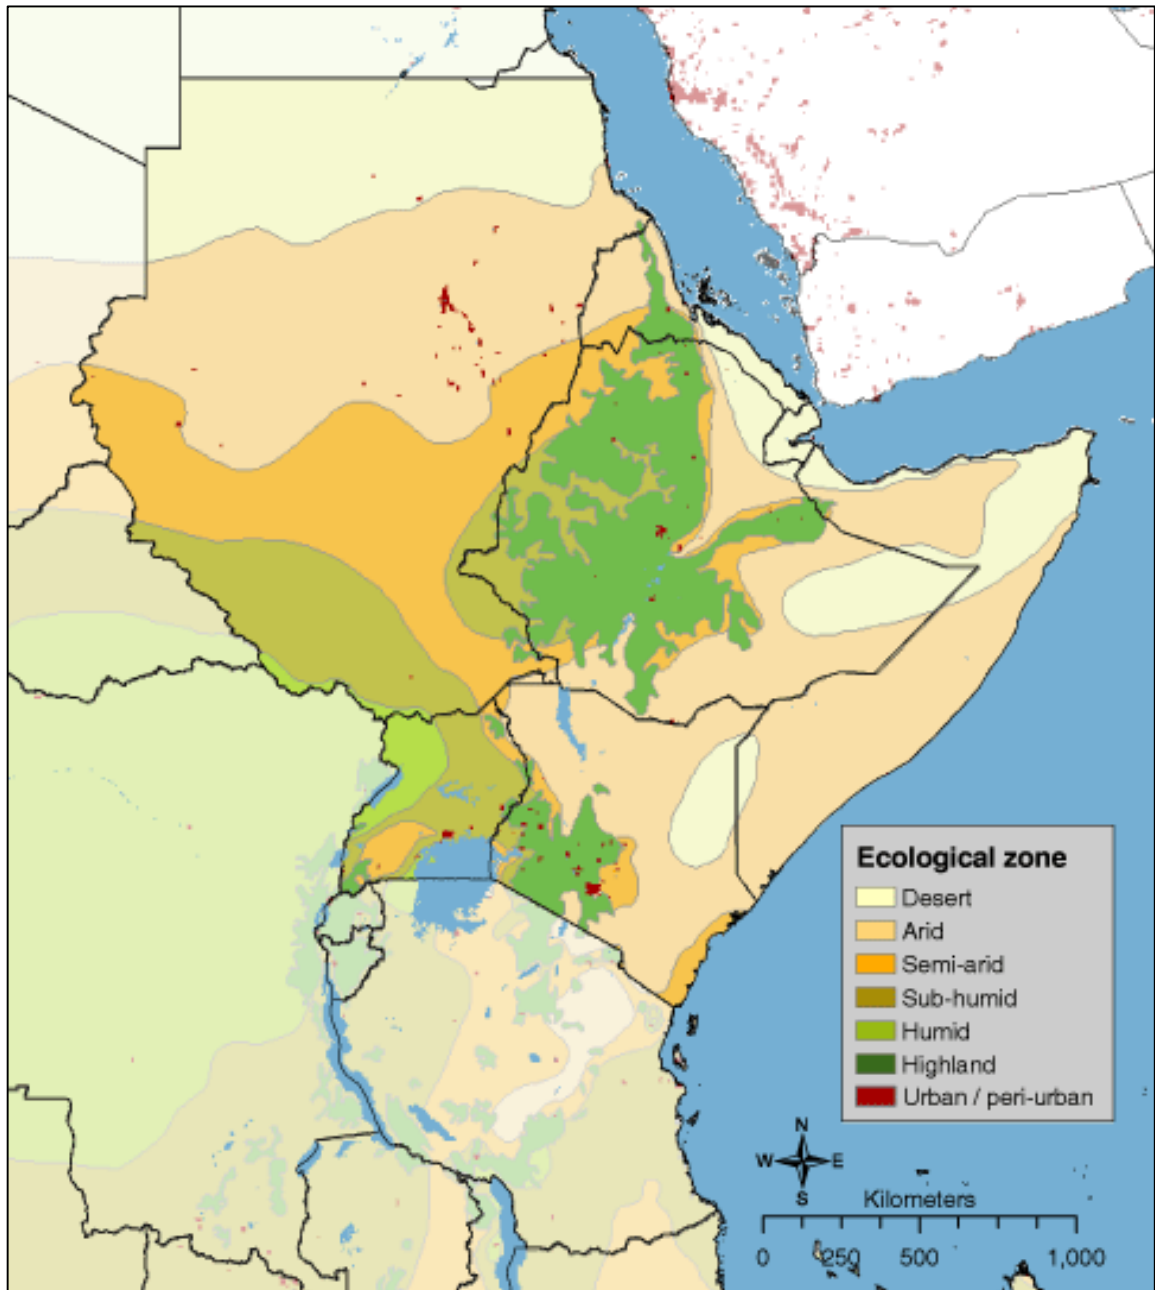 Ecological zone
Desert
Arid
Semi-arid
Sub-humid
Humid
Highland
Urban / peri-urban
N
W E
S
Kilometers
0 250 500 1,000